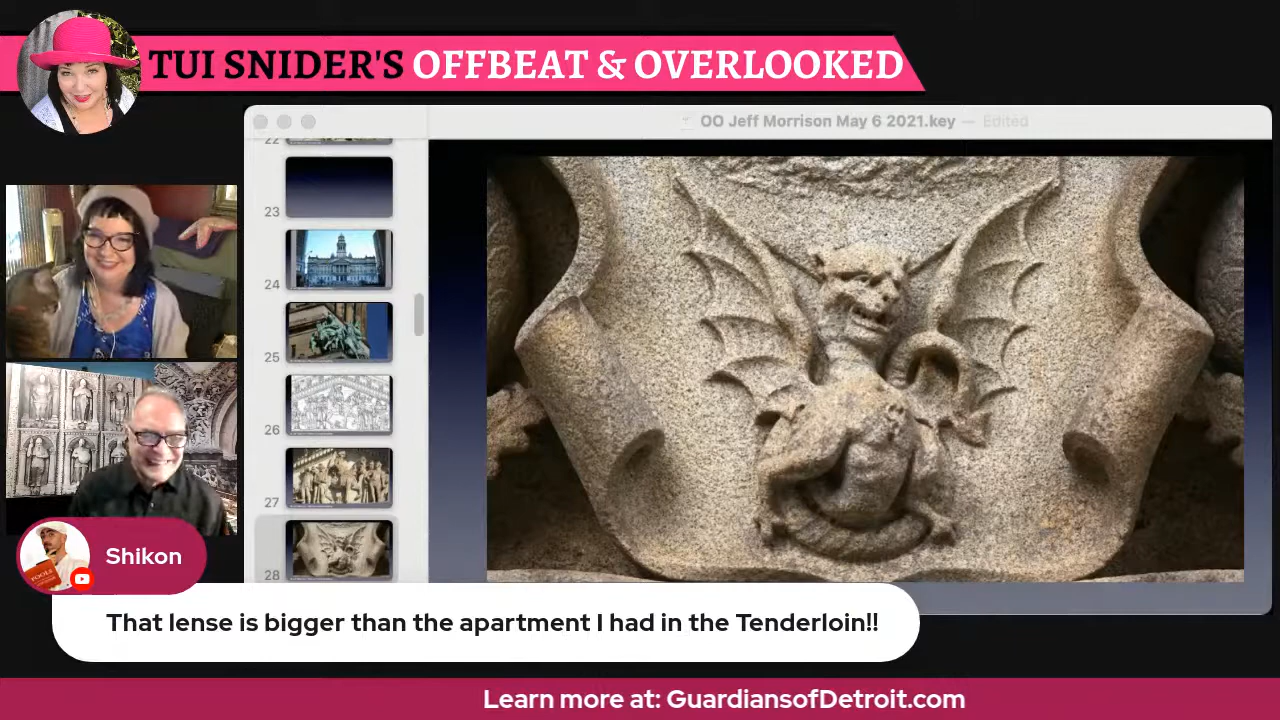 TUI SNIDER'S OFFBEAT & OVERLOOKED
OO Jeff Morrison May 6 2021.key — Edited
22
23
24
25
26
27
28
Shikon
That lense is bigger than the apartment I had in the Tenderloin!!
Learn more at: GuardiansofDetroit.com